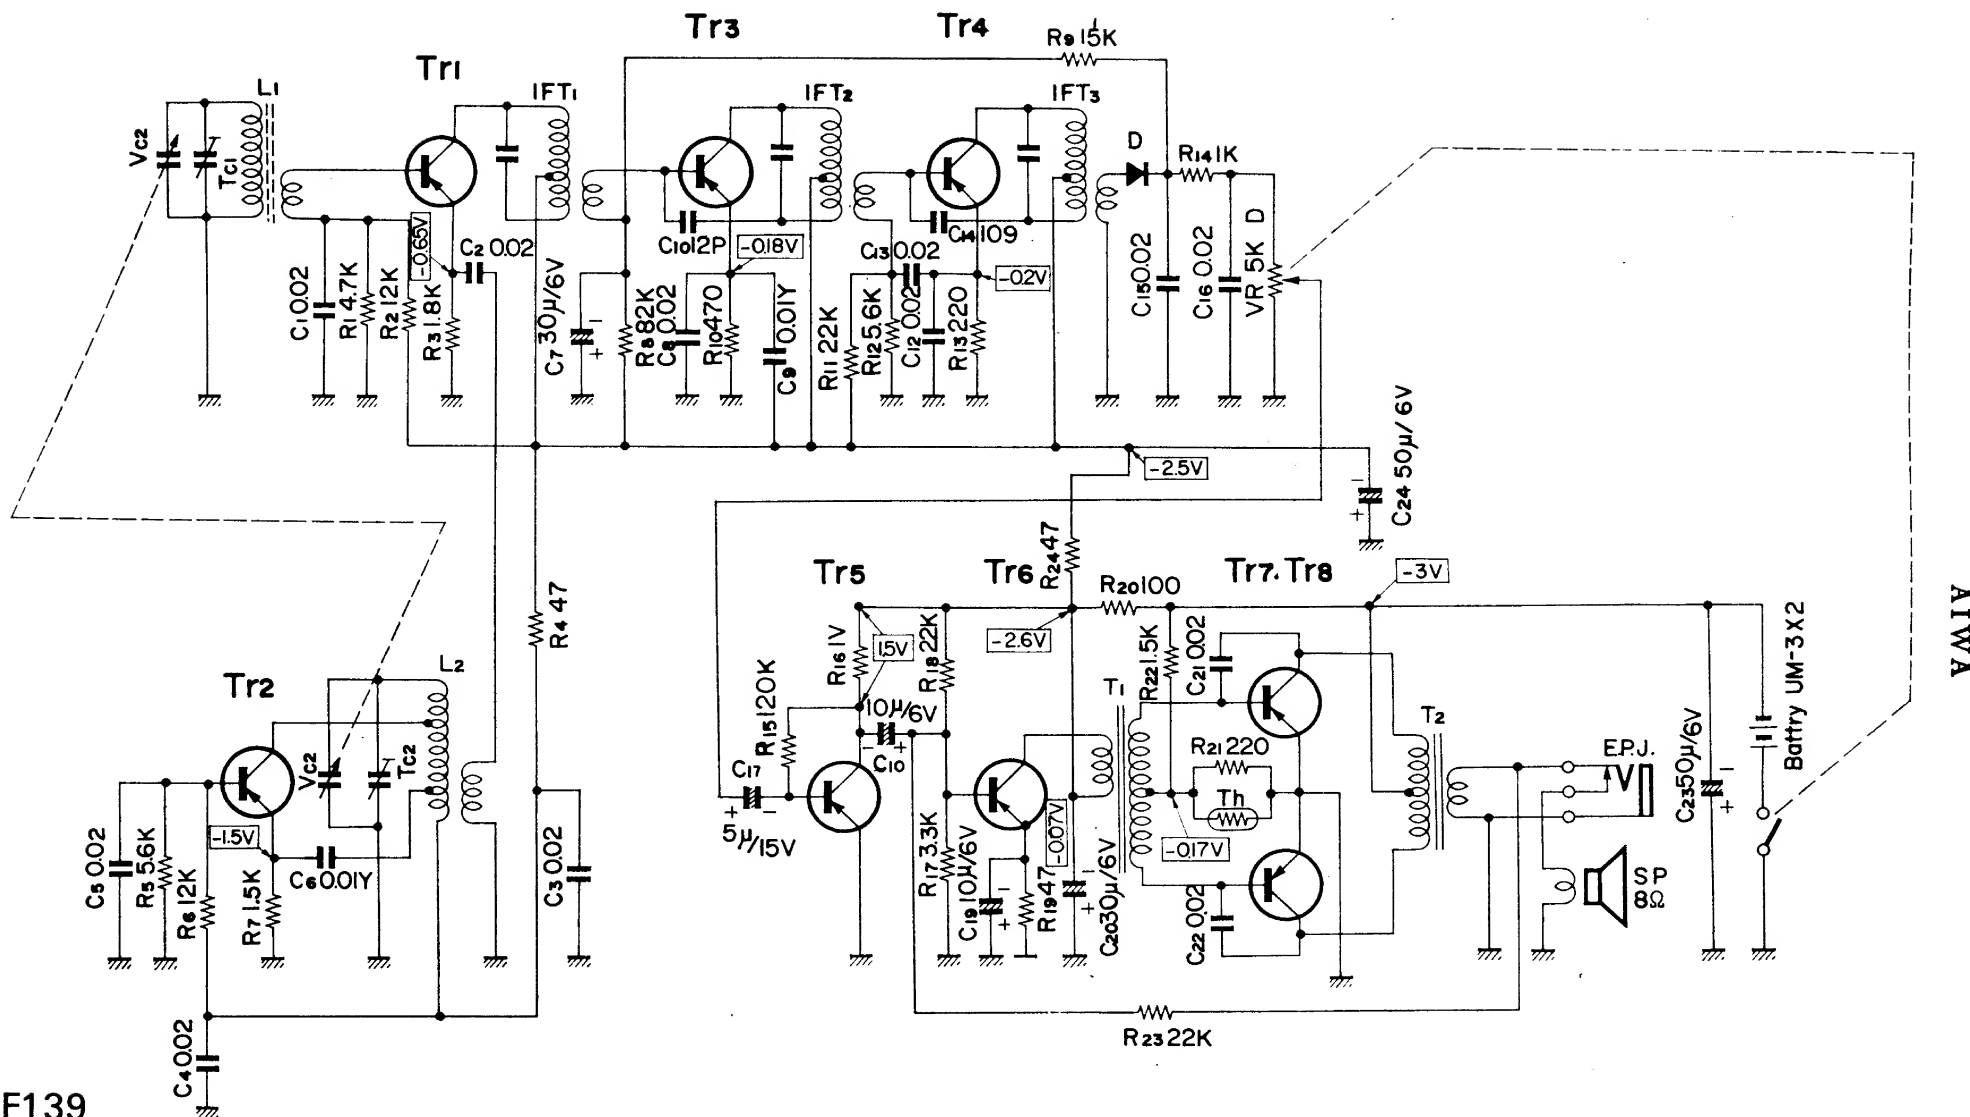 Tr1
Tr3
Tr4
R9 15K
L1
IFT1
IFT2
IFT3
VC2
TC1
D
R14 1K
-0.65V
C2 0.02
C10 12P
-0.18V
C13 0.02
C14 109
-0.2V
C1 0.02
R1 4.7K
R2 12K
R3 1.8K
C7 30μ/6V
-
+
R8 82K
C8 0.02
R10 470
C9 0.01Y
R11 22K
R12 5.6K
C12 0.02
R13 220
C15 0.02
C16 0.02
VR 5K D
-2.5V
-
+
C24 50μ/6V
R4 47
R24 47
Tr5
Tr6
R20 100
Tr7. Tr8
-3V
Tr2
L2
VC2
TC2
-1.5V
C5 0.02
R5 5.6K
R6 12K
R7 1.5K
C6 0.01Y
C3 0.02
C4 0.02
R16 1V
1.5V
R18 22K
-2.6V
R15 120K
10μ/6V
-
+
C10
C17
+
-
5μ/15V
R17 3.3K
C19 10μ/6V
-
+
R19 47
-0.07V
C20 30μ/6V
-
+
T1
R22 1.5K
C21 0.02
R21 220
Th
-0.17V
C22 0.02
T2
E.P.J.
SP
8Ω
C23 50μ/6V
-
+
Battry UM-3X2
R23 22K
AIWA
F139